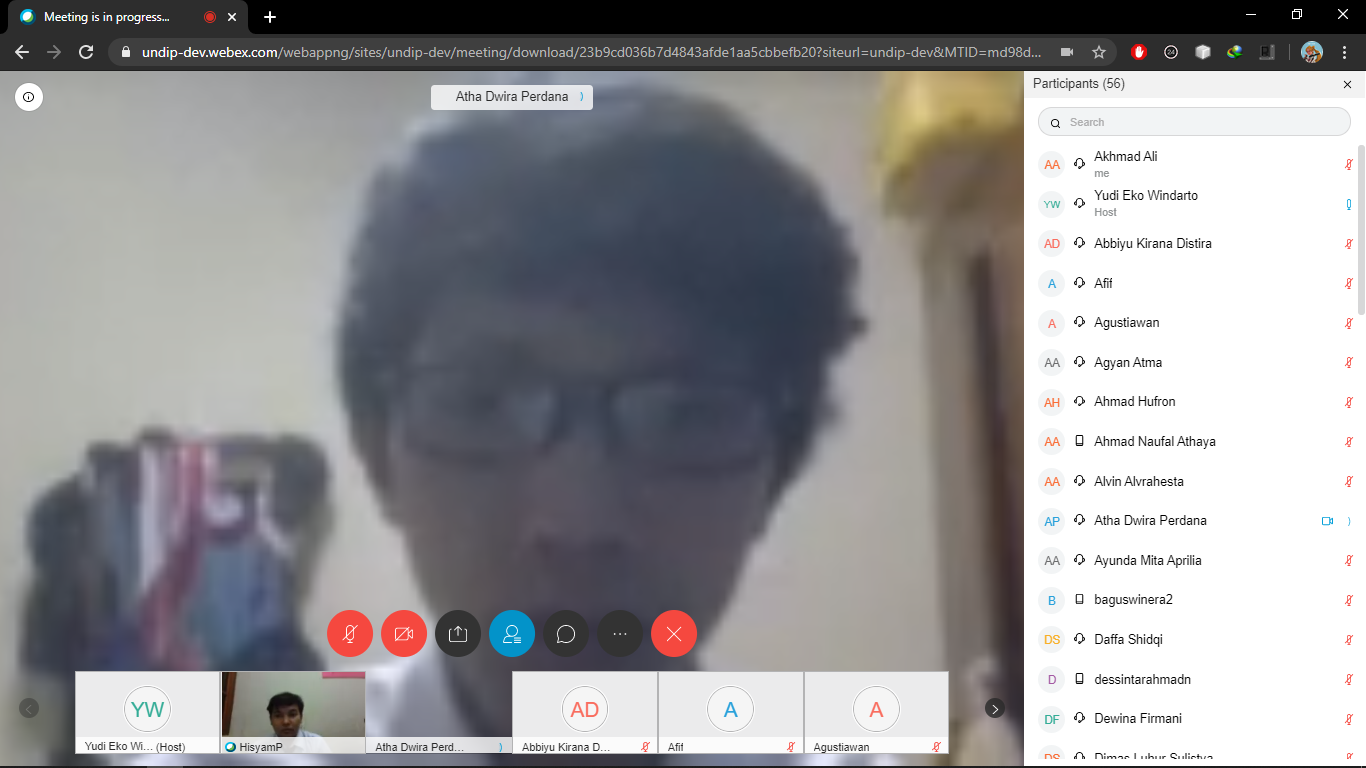 Meeting is in progress...
undip-dev.webex.com/webappng/sites/undip-dev/meeting/download/23b9cd036b7d4843afde1aa5cbbefb20?siteurl=undip-dev&MTID=md98d...
Atha Dwira Perdana
Participants (56)
Search
AA Akhmad Ali
me
YW Yudi Eko Windarto
Host
AD Abbiyu Kirana Distira
A Afif
A Agustiawan
AA Agyan Atma
AH Ahmad Hufron
AA Ahmad Naufal Athaya
AA Alvin Alvrahesta
AP Atha Dwira Perdana
AA Ayunda Mita Aprilia
B baguswinera2
DS Daffa Shidqi
D dessintarahmadn
DF Dewina Firmani
DS Dimas Luhur Sulistya
YW
Yudi Eko Wi... (Host)
HisyamP
Atha Dwira Perd...
AD
Abbiyu Kirana D...
A
Afif
A
Agustiawan